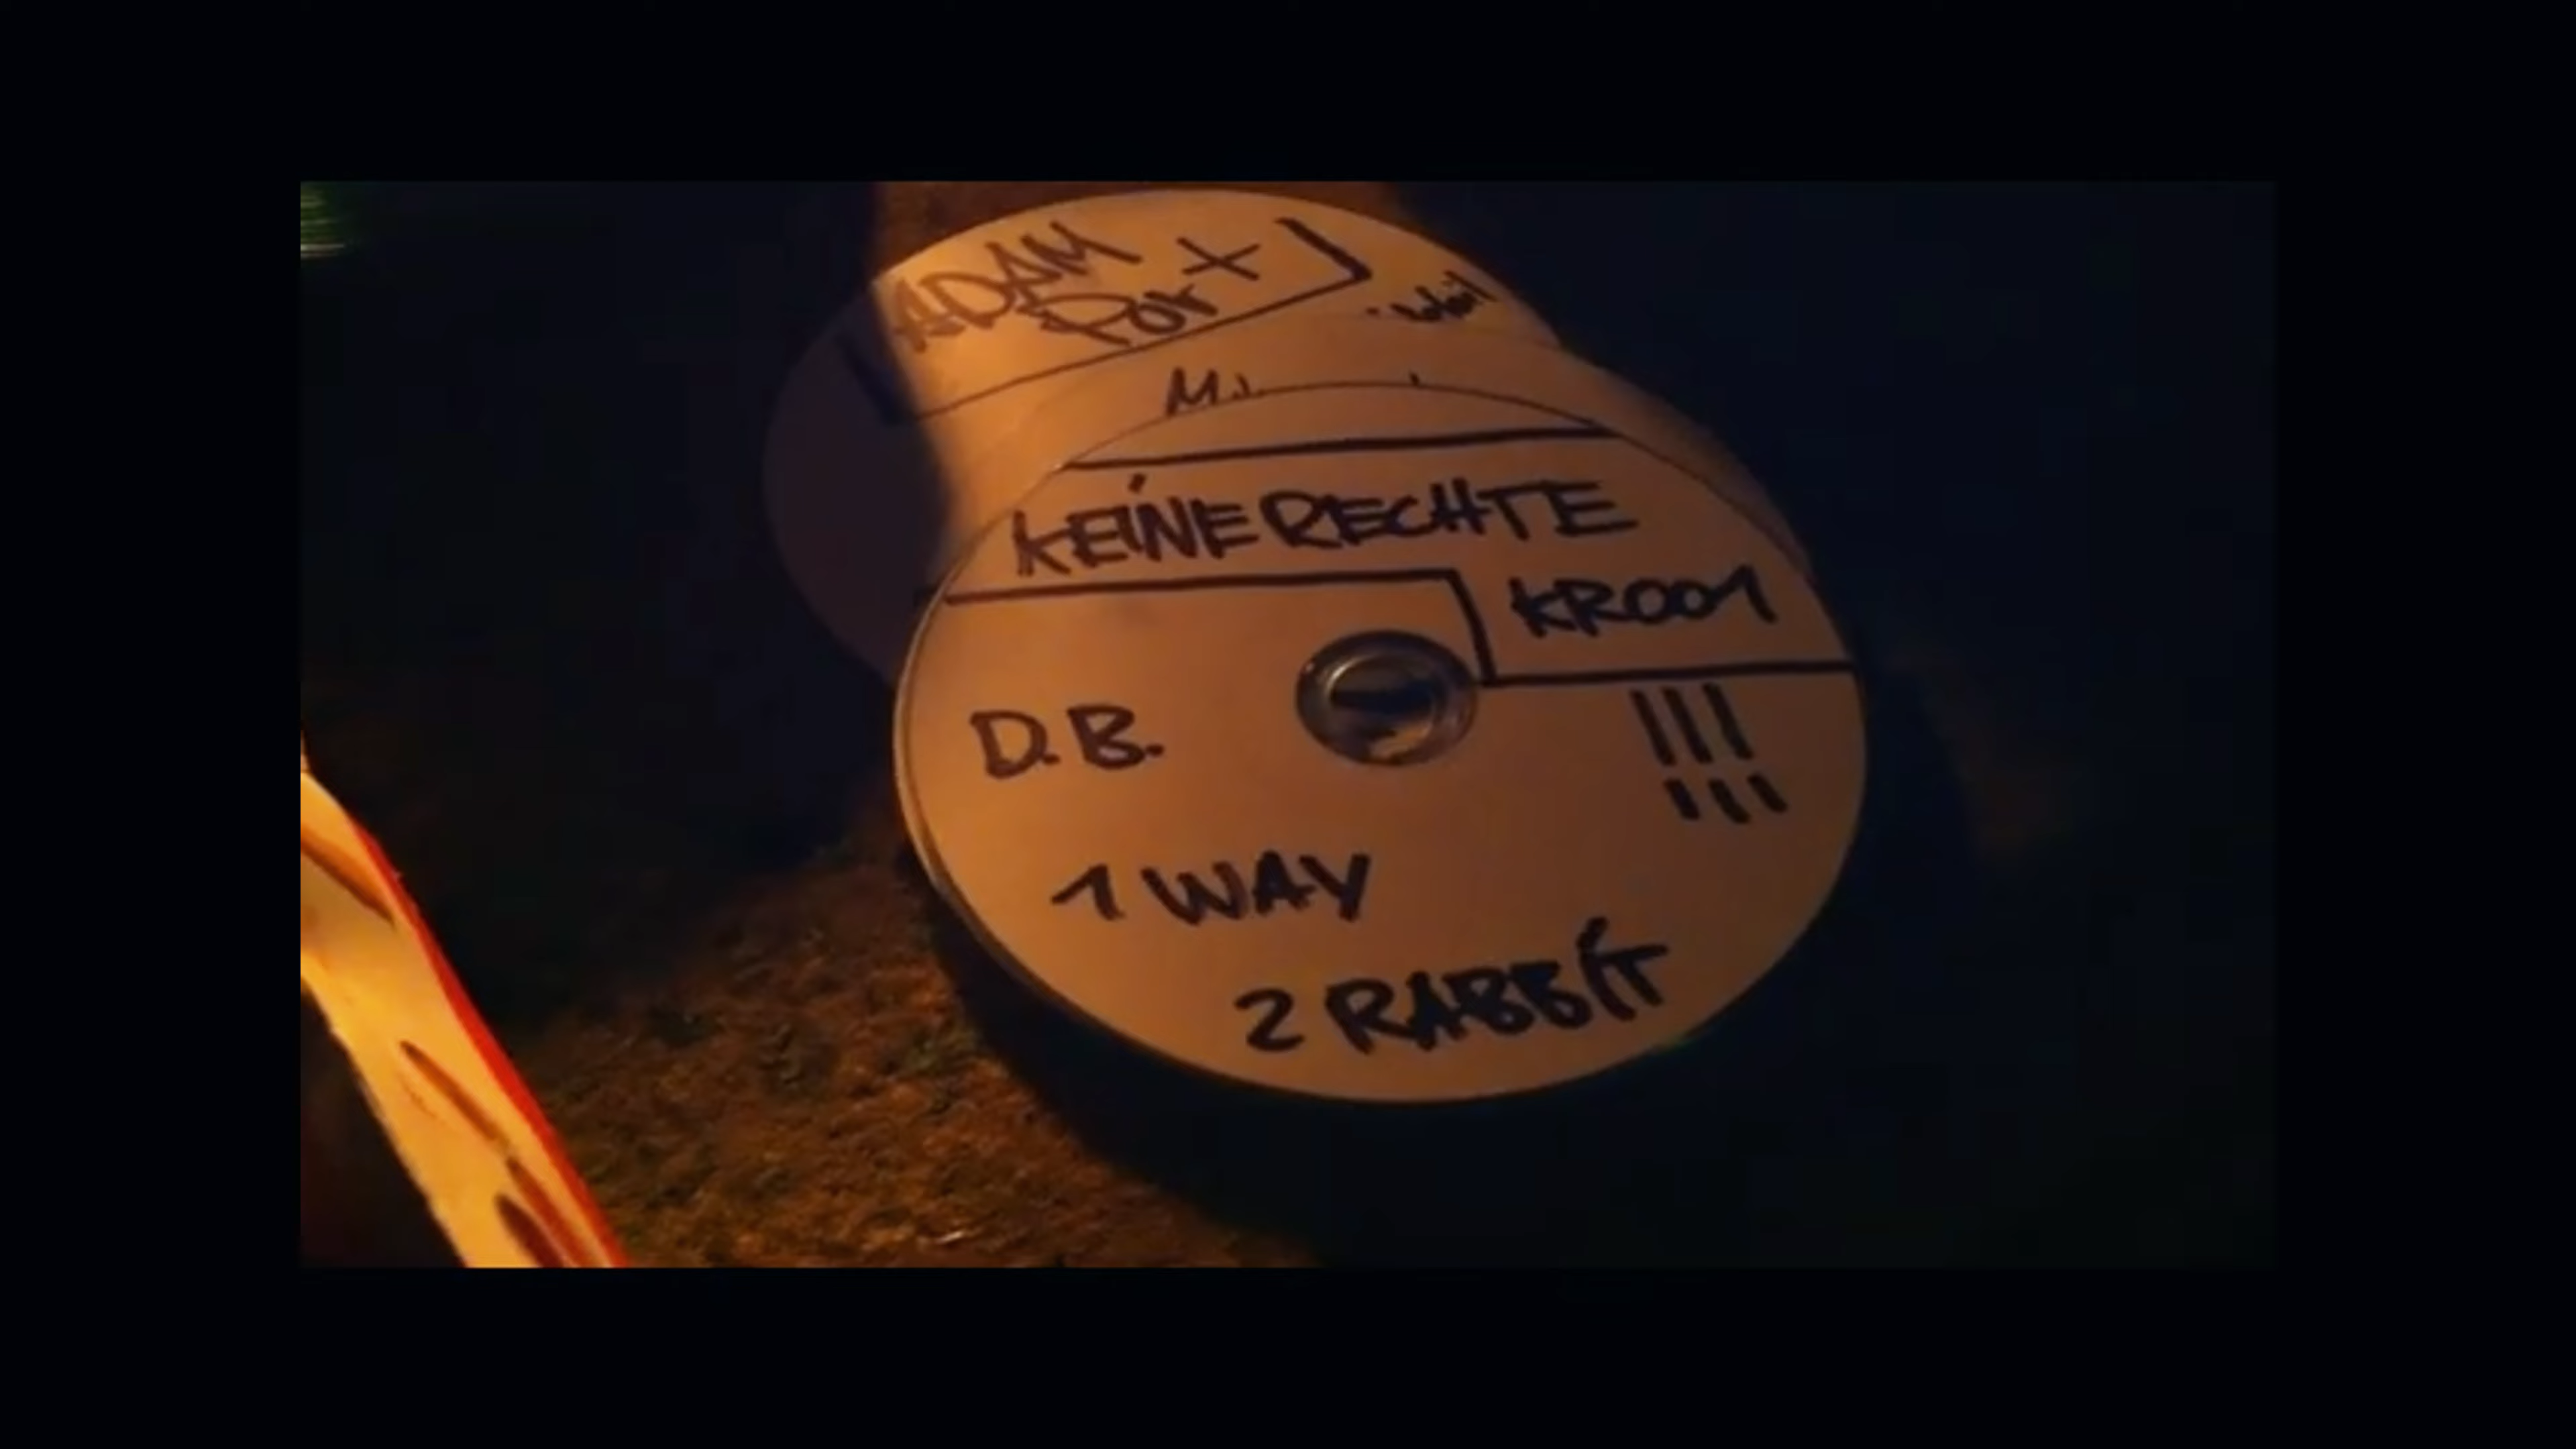 ADAM
Port
M.
KEINE RECHTE
KR001
D.B.
!!!
1 WAY
2 RABBIT